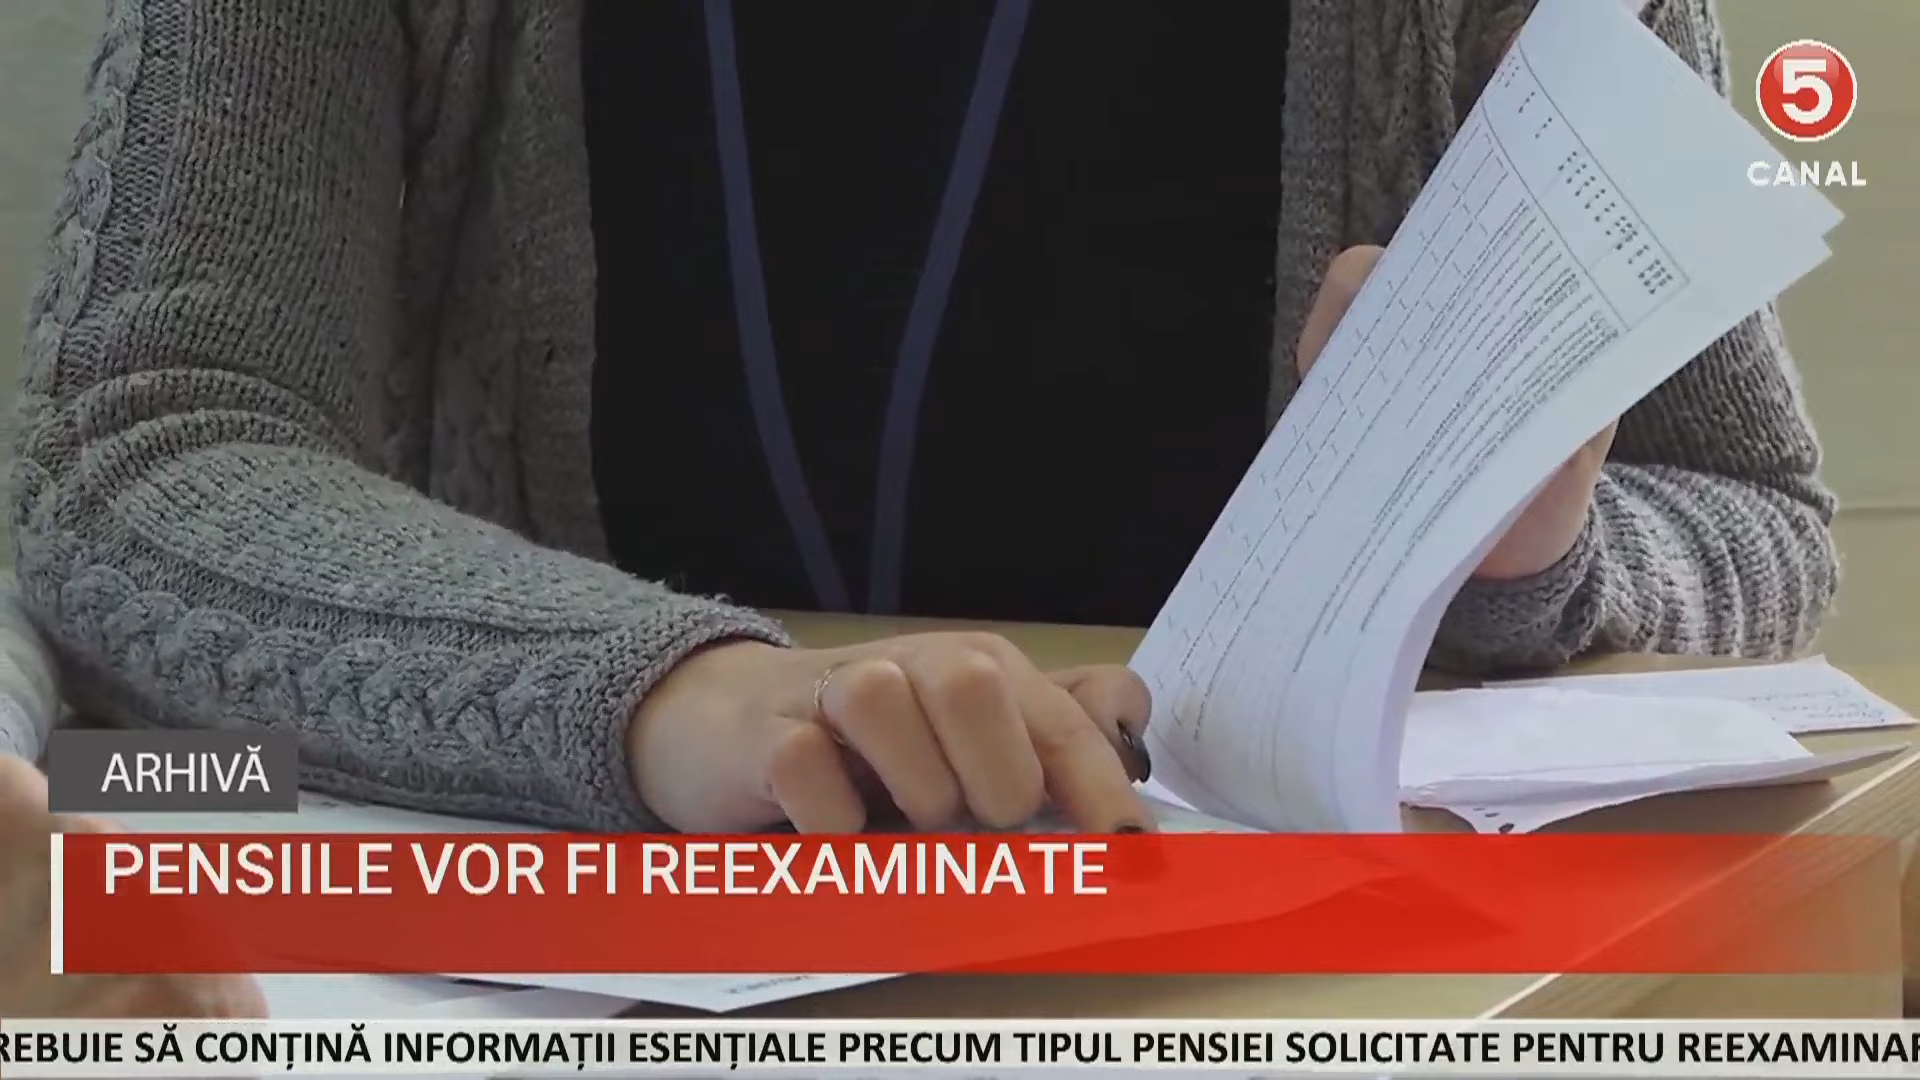 5
CANAL
ARHIVĂ
PENSIILE VOR FI REEXAMINATE
REBUIE SĂ CONȚINĂ INFORMAȚII ESENȚIALE PRECUM TIPUL PENSIEI SOLICITATE PENTRU REEXAMINAR